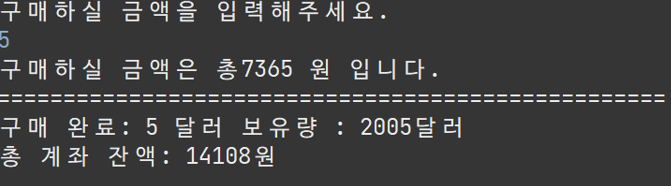 구매하실 금액을 입력해주세요.
5
구매하실 금액은 총7365 원 입니다.
===================================================
구매 완료: 5 달러 보유량 : 2005달러
총 계좌 잔액: 14108원